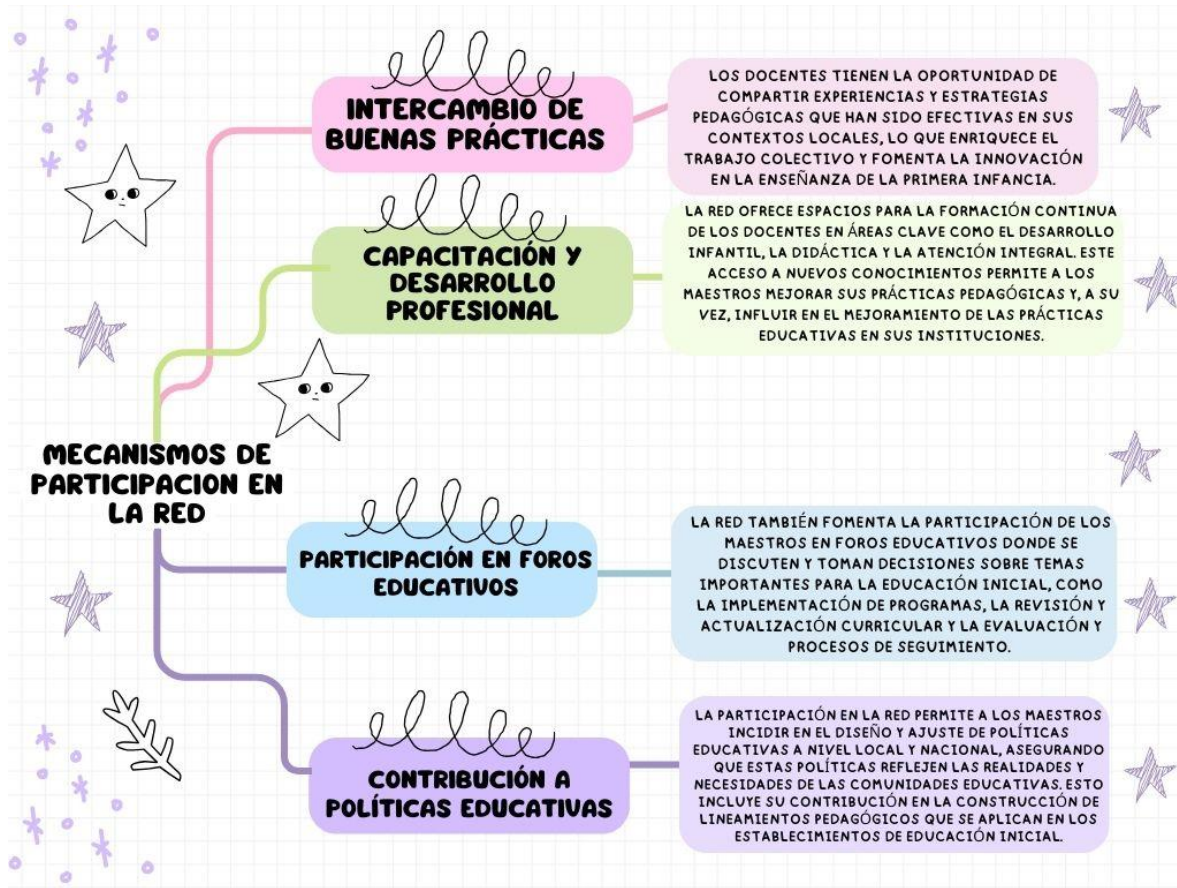 MECANISMOS DE
PARTICIPACION EN
LA RED
INTERCAMBIO DE
BUENAS PRÁCTICAS
LOS DOCENTES TIENEN LA OPORTUNIDAD DE
COMPARTIR EXPERIENCIAS Y ESTRATEGIAS
PEDAGÓGICAS QUE HAN SIDO EFECTIVAS EN SUS
CONTEXTOS LOCALES, LO QUE ENRIQUECE EL
TRABAJO COLECTIVO Y FOMENTA LA INNOVACIÓN
EN LA ENSEÑANZA DE LA PRIMERA INFANCIA.
CAPACITACIÓN Y
DESARROLLO
PROFESIONAL
LA RED OFRECE ESPACIOS PARA LA FORMACIÓN CONTINUA
DE LOS DOCENTES EN ÁREAS CLAVE COMO EL DESARROLLO
INFANTIL, LA DIDÁCTICA Y LA ATENCIÓN INTEGRAL. ESTE
ACCESO A NUEVOS CONOCIMIENTOS PERMITE A LOS
MAESTROS MEJORAR SUS PRÁCTICAS PEDAGÓGICAS Y, A SU
VEZ, INFLUIR EN EL MEJORAMIENTO DE LAS PRÁCTICAS
EDUCATIVAS EN SUS INSTITUCIONES.
PARTICIPACIÓN EN FOROS
EDUCATIVOS
LA RED TAMBIÉN FOMENTA LA PARTICIPACIÓN DE LOS
MAESTROS EN FOROS EDUCATIVOS DONDE SE
DISCUTEN Y TOMAN DECISIONES SOBRE TEMAS
IMPORTANTES PARA LA EDUCACIÓN INICIAL, COMO
LA IMPLEMENTACIÓN DE PROGRAMAS, LA REVISIÓN Y
ACTUALIZACIÓN CURRICULAR Y LA EVALUACIÓN Y
PROCESOS DE SEGUIMIENTO.
CONTRIBUCIÓN A
POLÍTICAS EDUCATIVAS
LA PARTICIPACIÓN EN LA RED PERMITE A LOS MAESTROS
INCIDIR EN EL DISEÑO Y AJUSTE DE POLÍTICAS
EDUCATIVAS A NIVEL LOCAL Y NACIONAL, ASEGURANDO
QUE ESTAS POLÍTICAS REFLEJEN LAS REALIDADES Y
NECESIDADES DE LAS COMUNIDADES EDUCATIVAS. ESTO
INCLUYE SU CONTRIBUCIÓN EN LA CONSTRUCCIÓN DE
LINEAMIENTOS PEDAGÓGICOS QUE SE APLICAN EN LOS
ESTABLECIMIENTOS DE EDUCACIÓN INICIAL.